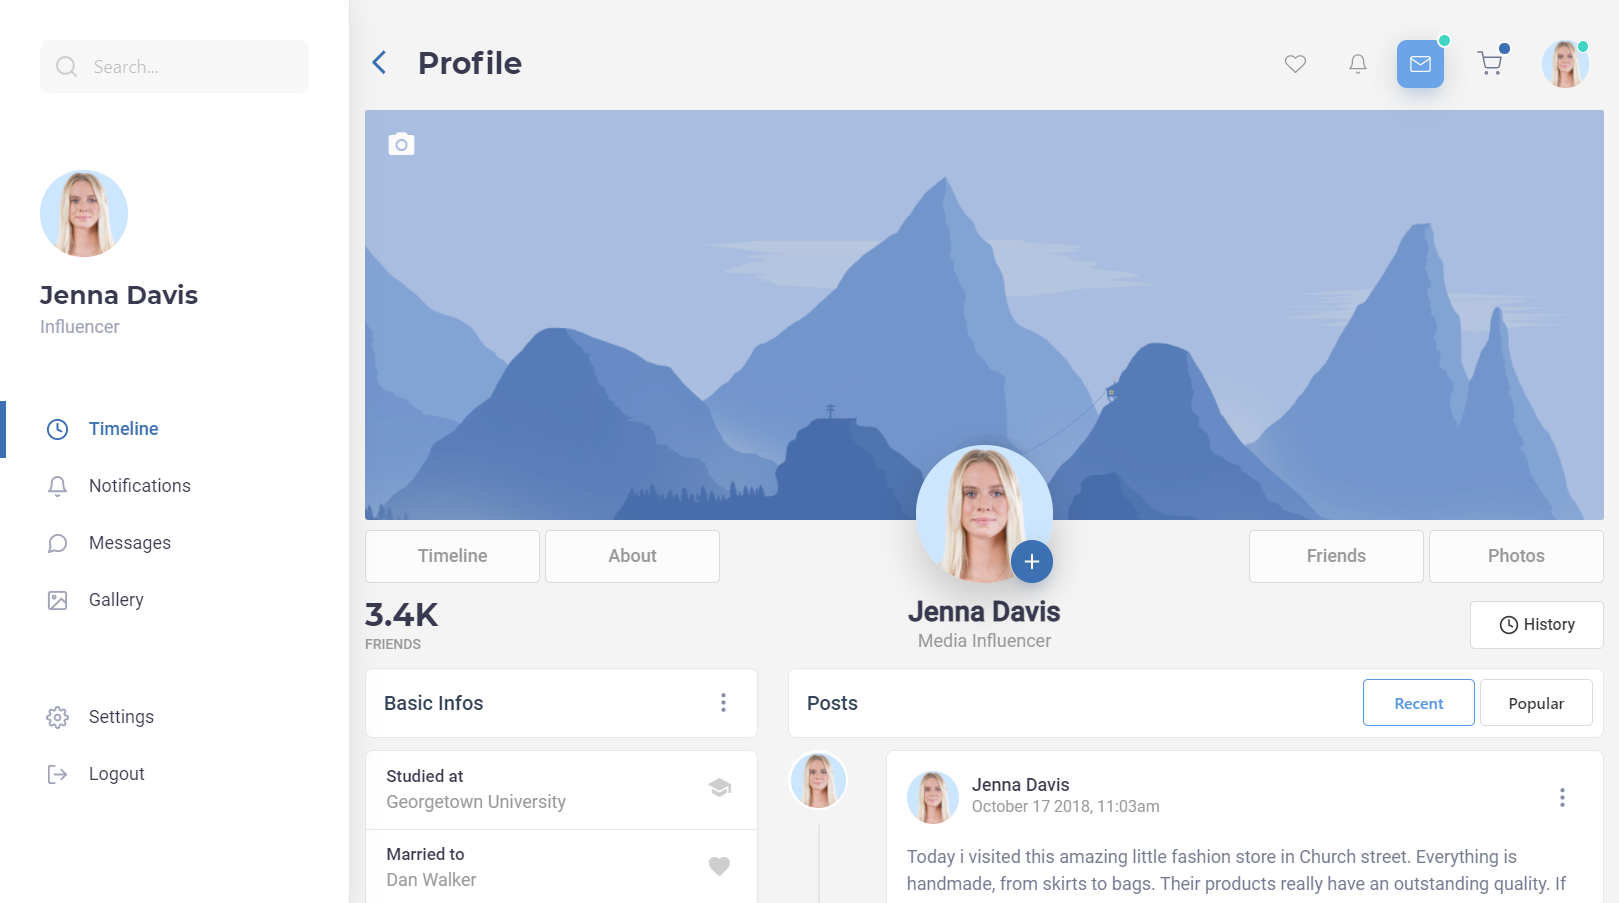 Search...
Jenna Davis
Influencer
Timeline
Notifications
Messages
Gallery
Settings
Logout
Profile
Timeline
About
Friends
Photos
3.4K
FRIENDS
Jenna Davis
Media Influencer
History
Basic Infos
Studied at
Georgetown University
Married to
Dan Walker
Posts
Recent
Popular
Jenna Davis
October 17 2018, 11:03am
Today i visited this amazing little fashion store in Church street. Everything is
handmade, from skirts to bags. Their products really have an outstanding quality. If